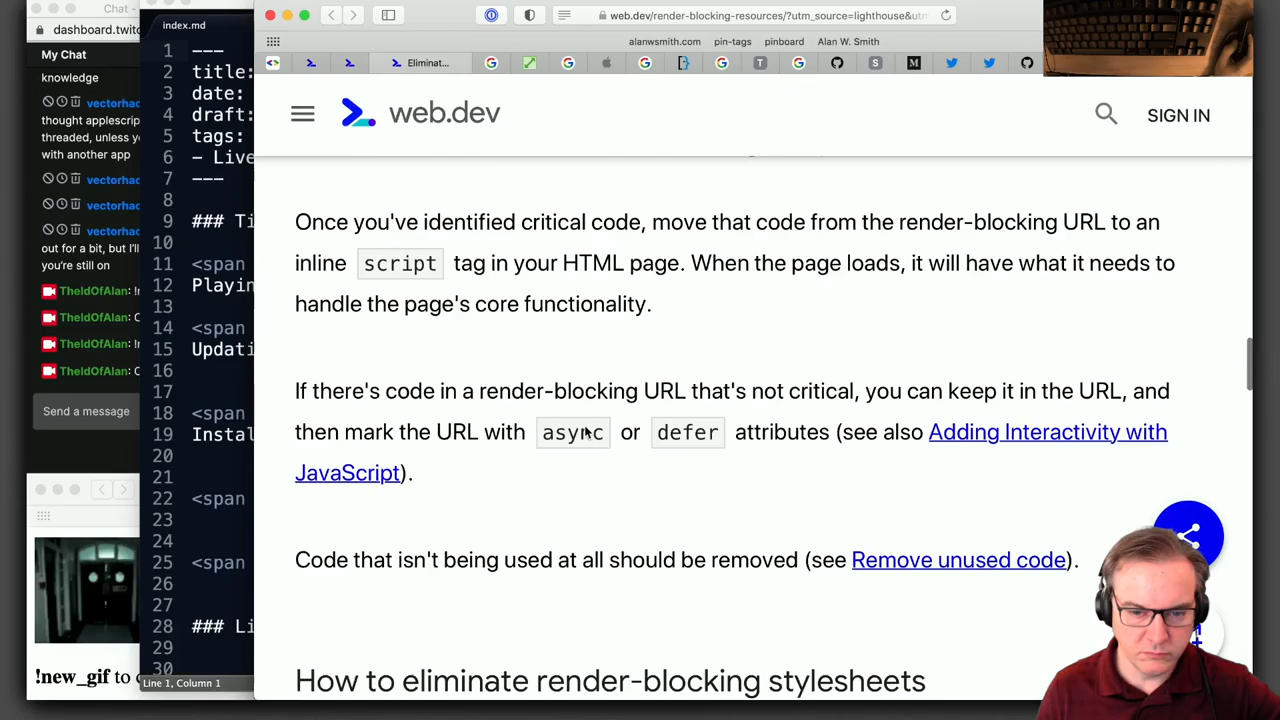 Chat -
dashboard.twitc
My Chat
knowledge
vectorhac
thought applescrip
threaded, unless yo
with another app
vectorhac
vectorhac
vectorhac
out for a bit, but I'll
you're still on
TheIdOfAlan: !
TheIdOfAlan: C
TheIdOfAlan: !
TheIdOfAlan: C
Send a message
!new_gif to c
index.md
1 ---
2 title:
3 date:
4 draft:
5 tags:
6 - Live
7 ---
8
9 ### Ti
10
11 <span
12 Playin
13
14 <span
15 Updati
16
17
18 <span
19 Instal
20
21
22 <span
23
24
25 <span
26
27
28 ### Li
29
30
Line 1, Column 1
web.dev/render-blocking-resources/?utm_source=lighthouse&utm
alanwsmith.com pin-tags pinboard Alan W. Smith
Eliminat...
web.dev
SIGN IN
Once you've identified critical code, move that code from the render-blocking URL to an
inline script tag in your HTML page. When the page loads, it will have what it needs to
handle the page's core functionality.
If there's code in a render-blocking URL that's not critical, you can keep it in the URL, and
then mark the URL with async or defer attributes (see also Adding Interactivity with
JavaScript).
Code that isn't being used at all should be removed (see Remove unused code).
How to eliminate render-blocking stylesheets